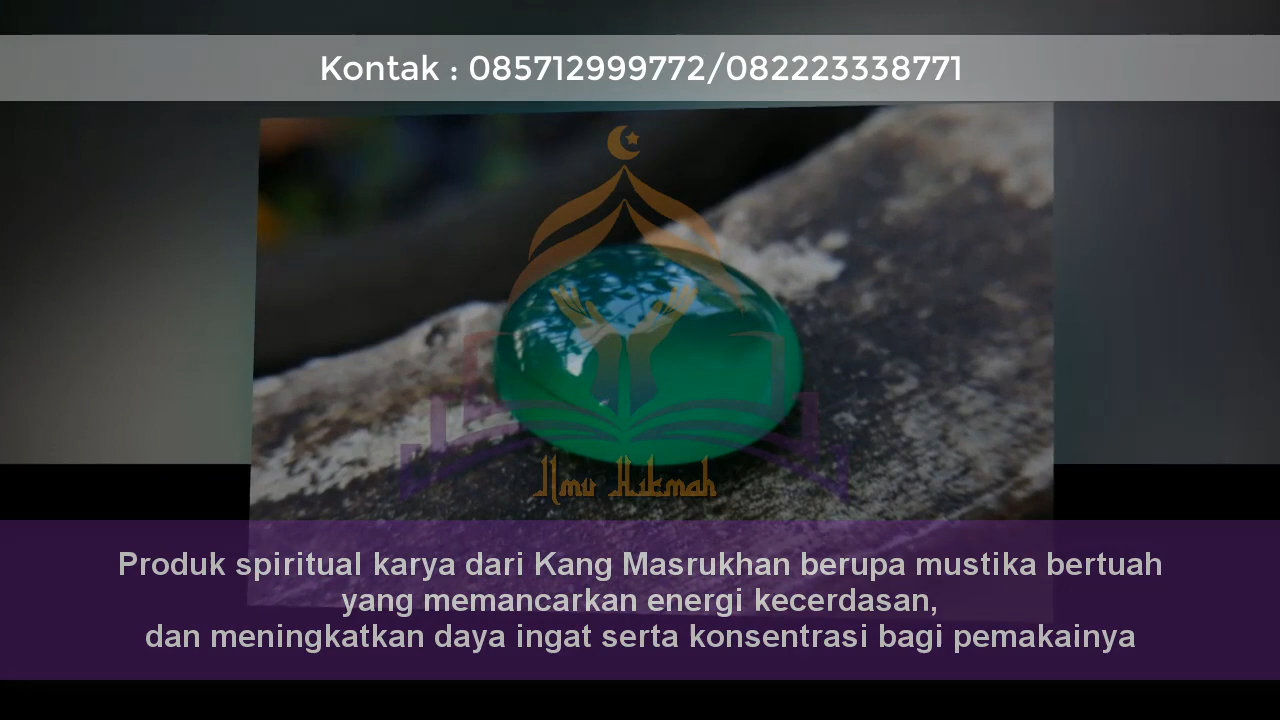 Kontak : 085712999772/082223338771
Ilmu Hikmah
Produk spiritual karya dari Kang Masrukhan berupa mustika bertuah
yang memancarkan energi kecerdasan,
dan meningkatkan daya ingat serta konsentrasi bagi pemakainya